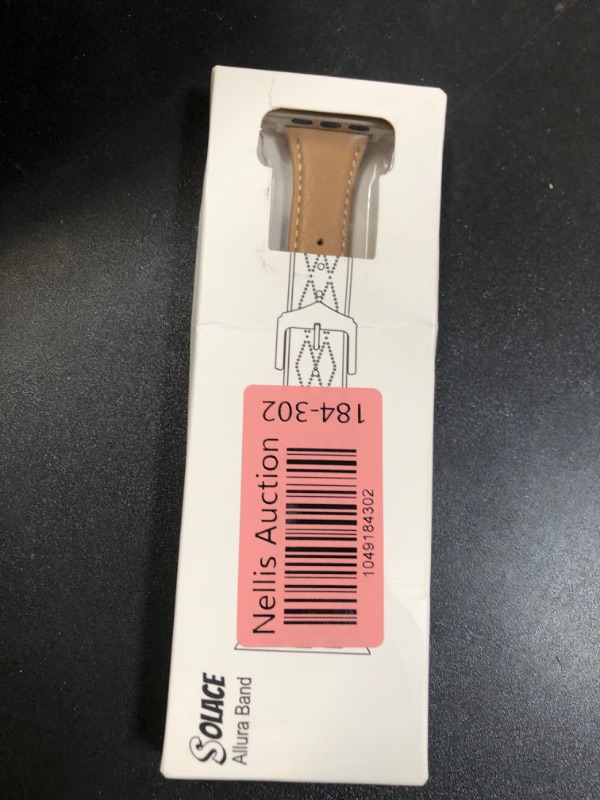 184-302
Nellis Auction
1049184302
SOLACE
Allura Band